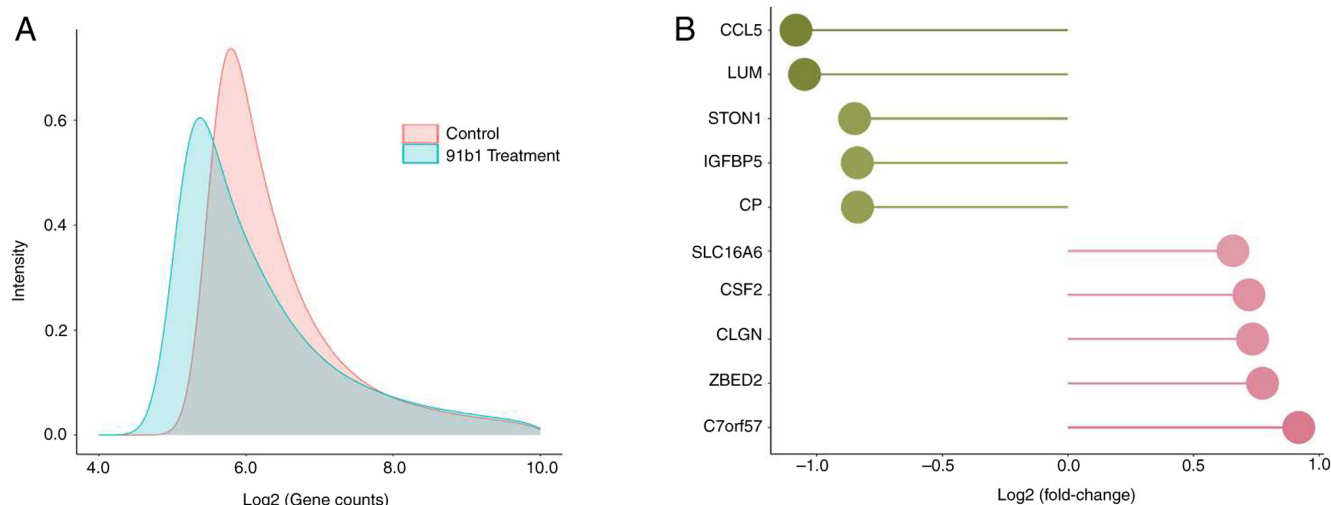 A
Intensity
0.6
0.4
0.2
0.0
4.0 6.0 8.0 10.0
Log2 (Gene counts)
Control
91b1 Treatment
B
CCL5
LUM
STON1
IGFBP5
CP
SLC16A6
CSF2
CLGN
ZBED2
C7orf57
−1.0 −0.5 0.0 0.5 1.0
Log2 (fold-change)